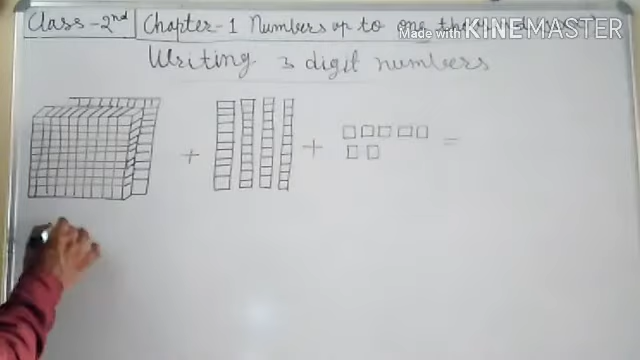 Class-2nd Chapter-1 Numbers up to one
Made with KINEMASTER
Writing 3 digit numbers
+ + =